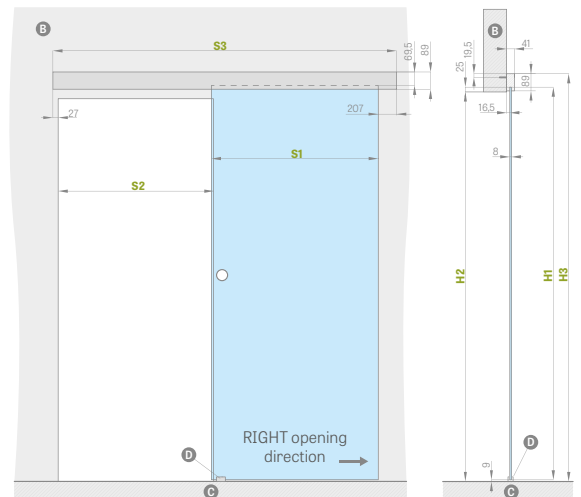 B
S3
69,5
89
27
207
S1
S2
RIGHT opening
direction
D
C
B
41
19,5
25
89
16,5
8
H2
H1
H3
D
9
C